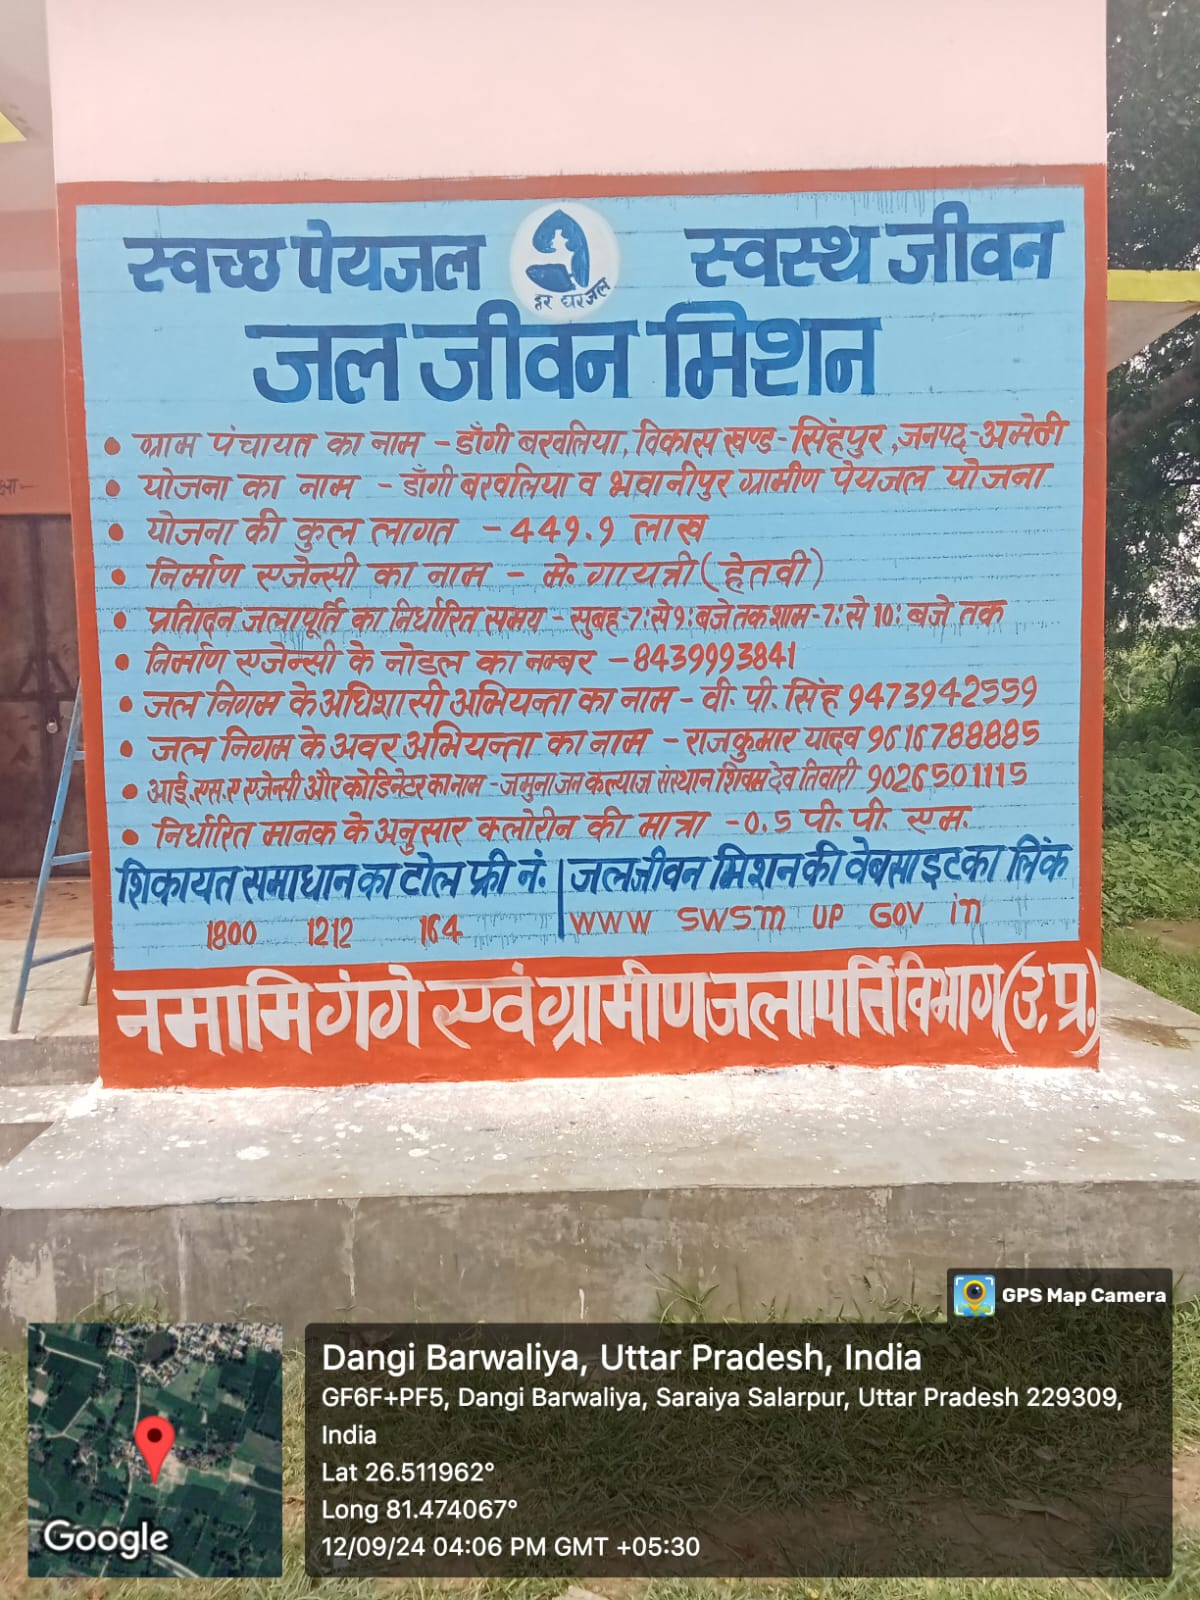 स्वच्छ पेयजल स्वस्थ जीवन
हर घर जल
जल जीवन मिशन
• ग्राम पंचायत का नाम - डाँगी बरवलिया, विकास खण्ड - सिंहपुर, जनपद - अमेठी
• योजना का नाम - डाँगी बरवलिया व भवानीपुर ग्रामीण पेयजल योजना
• योजना की कुल लागत - 449.9 लाख
• निर्माण एजेन्सी का नाम - मे. गायत्री (हेतवी)
• प्रतिादन जलापूर्ति का निर्धारित समय - सुबह-7: से 9: बजे तक शाम-7: से 10: बजे तक
• निर्माण एजेन्सी के नोडल का नम्बर - 8439993841
• जल निगम के अधिशासी अभियन्ता का नाम - वी. पी. सिंह 9473942559
• जल निगम के अवर अभियन्ता का नाम - राजकुमार यादव 9616788885
• आई.एस.ए एजेन्सी और कोडिनेटर का नाम - जमुना जन कल्याज संस्थान शिवम देव तिवारी 9026501115
• निर्धारित मानक के अनुसार क्लोरीन की मात्रा - 0.5 पी. पी. एम.
शिकायत समाधान का टोल फ्री नं. | जल जीवन मिशन की वेबसाइट का लिंक
1800 1212 164 | www swsm up gov in
नमामि गंगे एवं ग्रामीण जलापर्ति विभाग (उ. प्र.)
GPS Map Camera
Dangi Barwaliya, Uttar Pradesh, India
GF6F+PF5, Dangi Barwaliya, Saraiya Salarpur, Uttar Pradesh 229309,
India
Lat 26.511962°
Long 81.474067°
12/09/24 04:06 PM GMT +05:30
Google